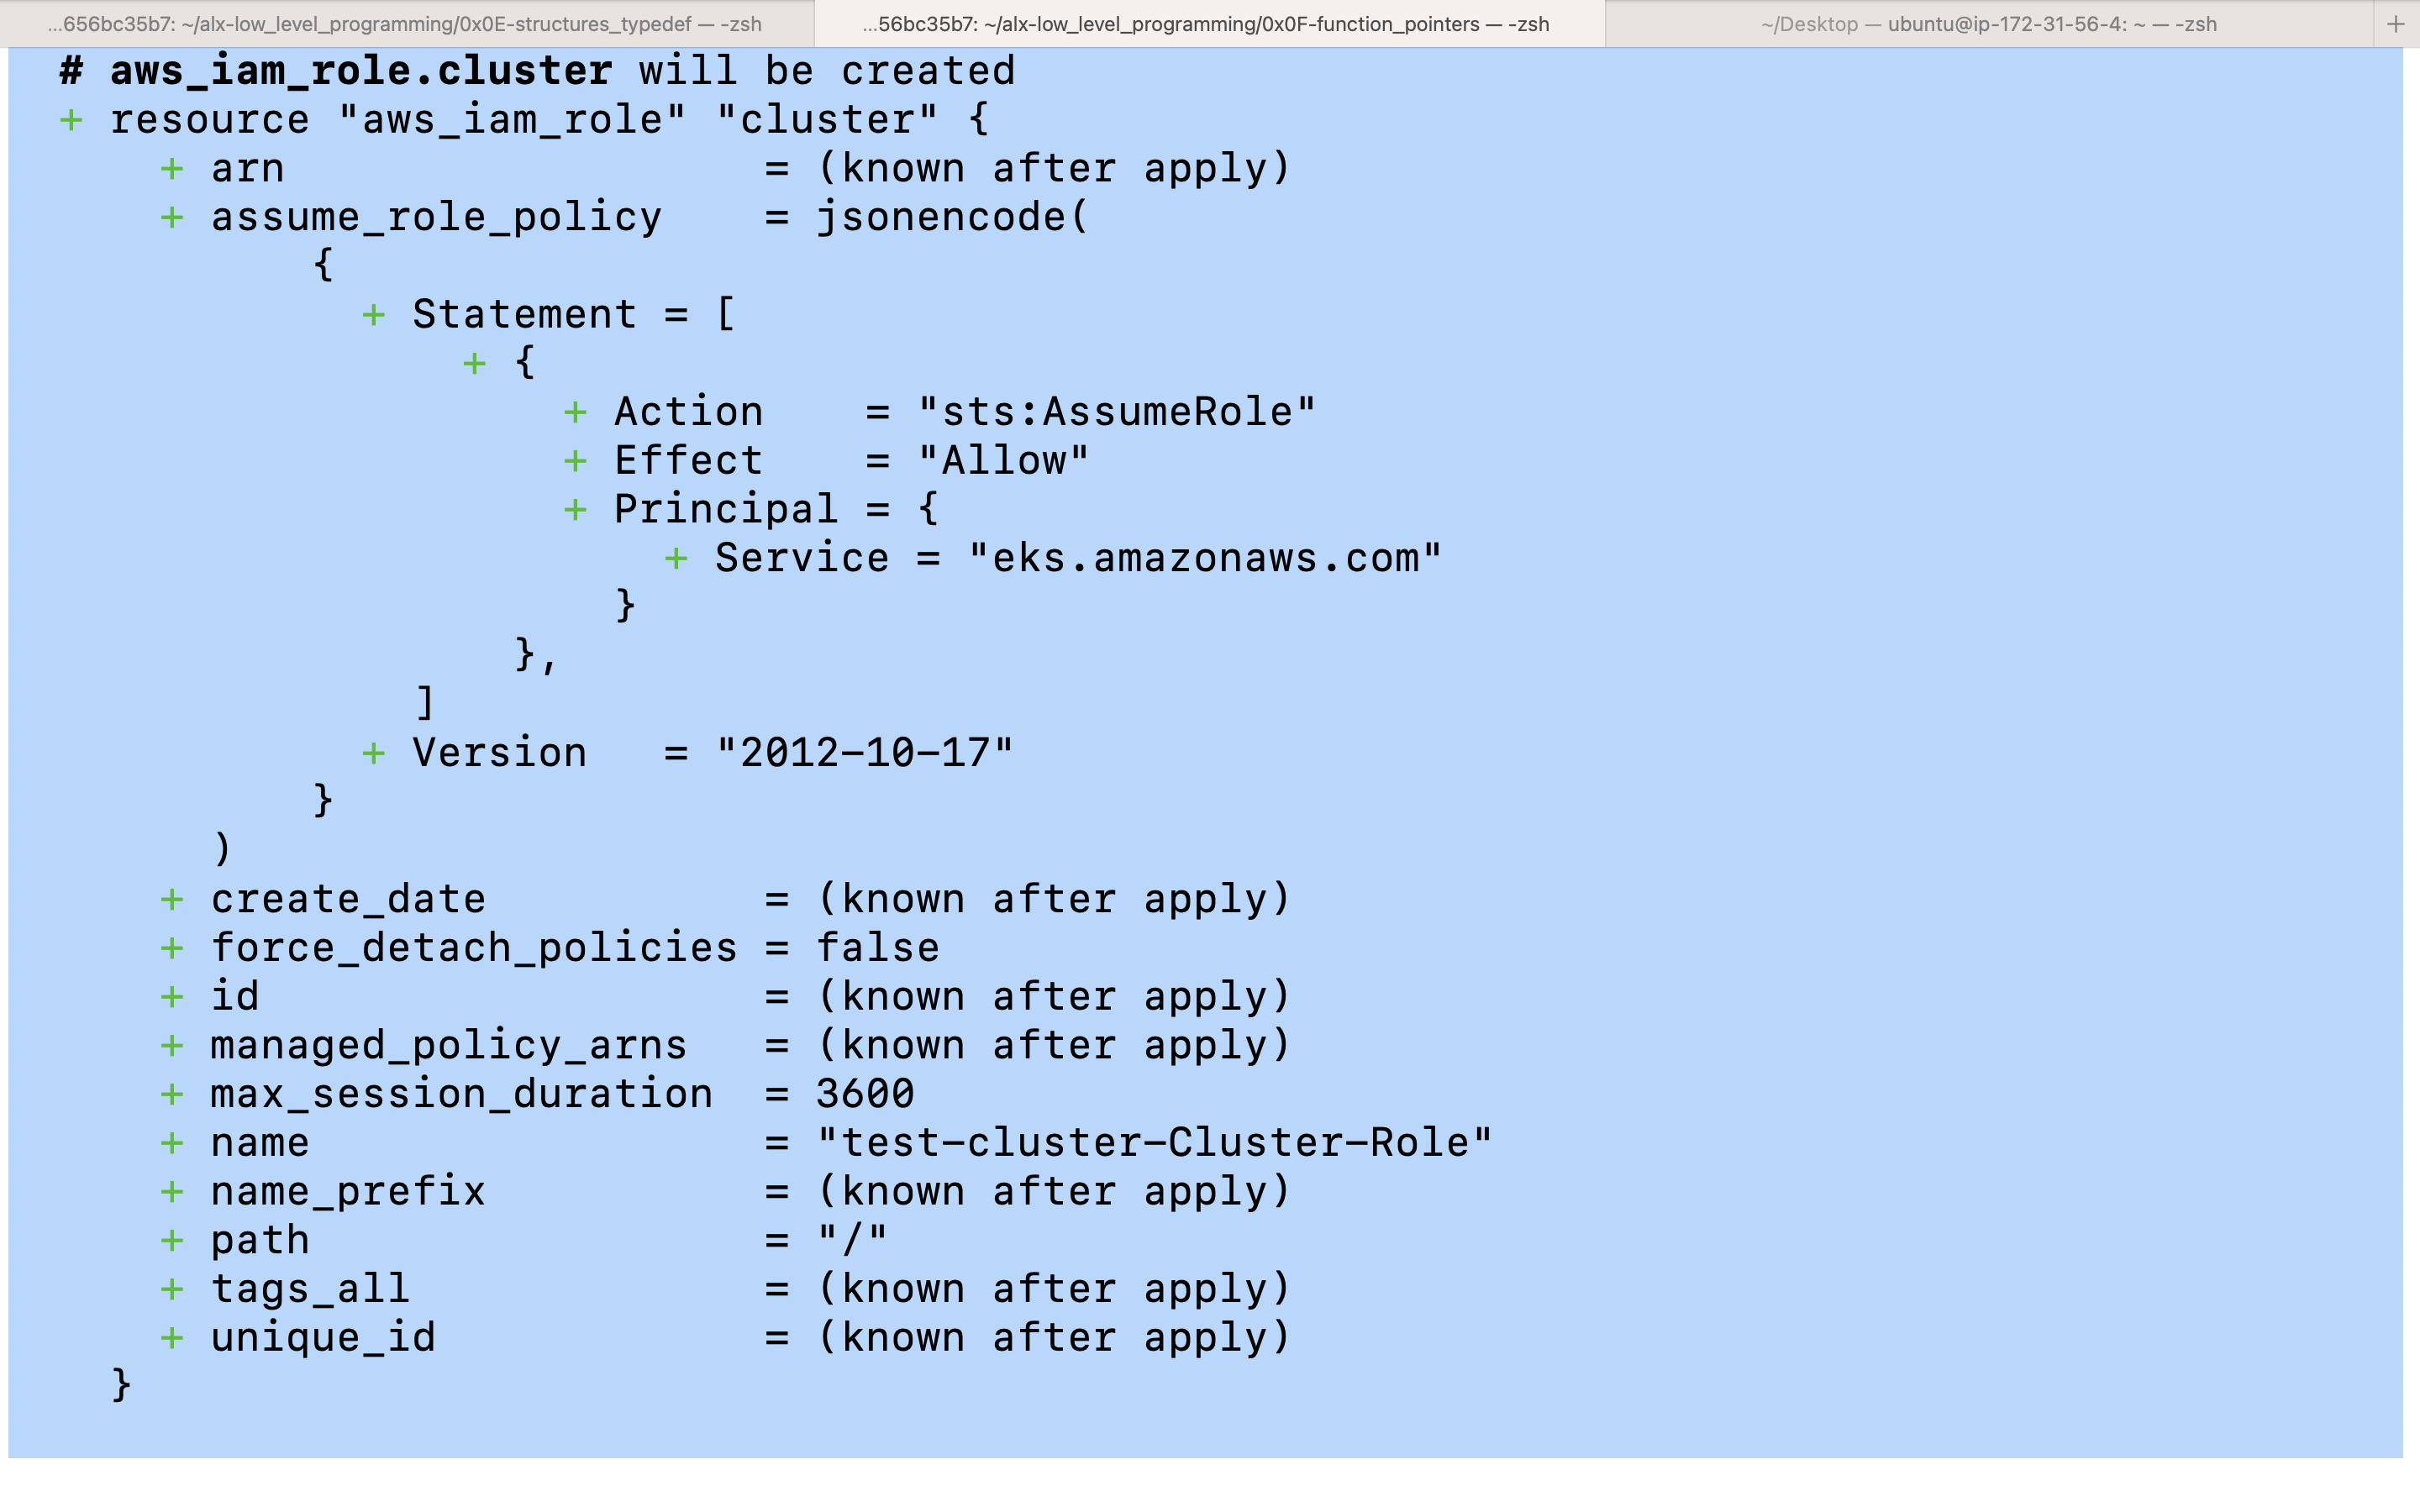 ...656bc35b7: ~/alx-low_level_programming/0x0E-structures_typedef — -zsh
...56bc35b7: ~/alx-low_level_programming/0x0F-function_pointers — -zsh
~/Desktop — ubuntu@ip-172-31-56-4: ~ — -zsh
+
# aws_iam_role.cluster will be created
+ resource "aws_iam_role" "cluster" {
+ arn = (known after apply)
+ assume_role_policy = jsonencode(
{
+ Statement = [
+ {
+ Action = "sts:AssumeRole"
+ Effect = "Allow"
+ Principal = {
+ Service = "eks.amazonaws.com"
}
},
]
+ Version = "2012-10-17"
}
)
+ create_date = (known after apply)
+ force_detach_policies = false
+ id = (known after apply)
+ managed_policy_arns = (known after apply)
+ max_session_duration = 3600
+ name = "test-cluster-Cluster-Role"
+ name_prefix = (known after apply)
+ path = "/"
+ tags_all = (known after apply)
+ unique_id = (known after apply)
}